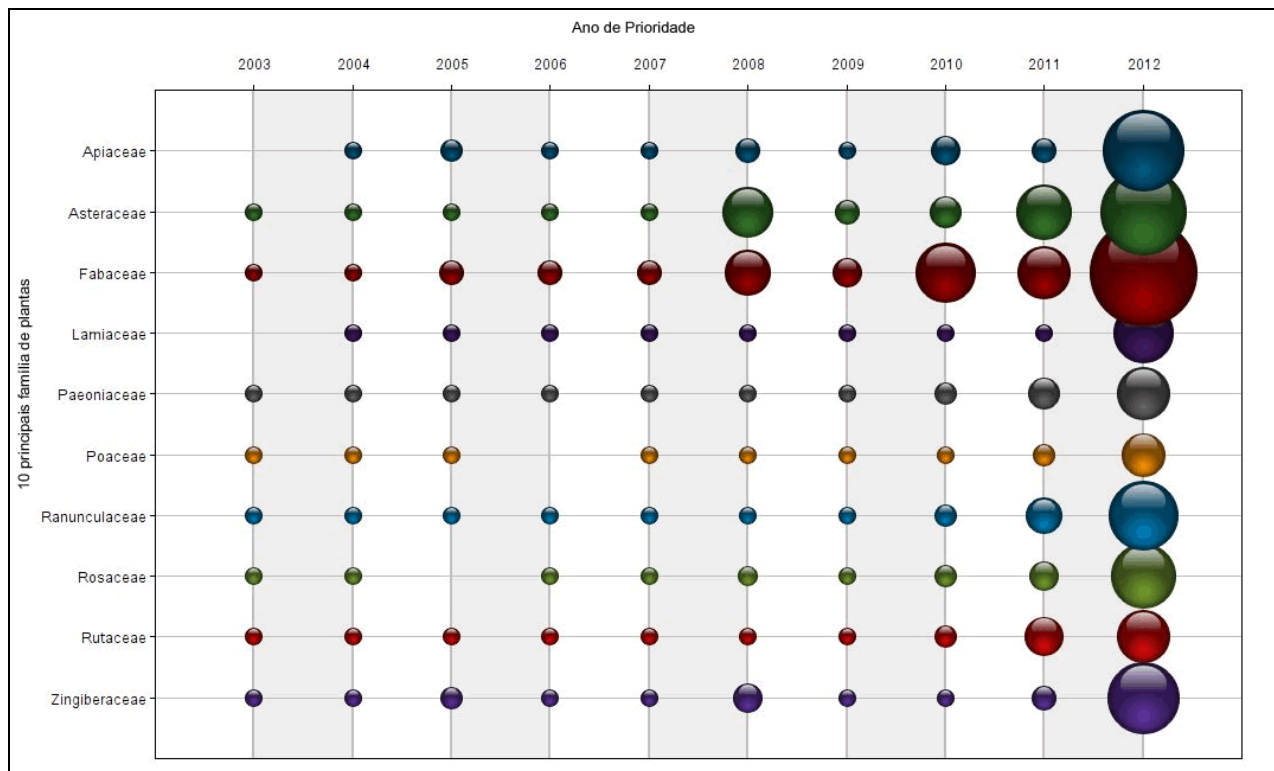 Ano de Prioridade
2003 2004 2005 2006 2007 2008 2009 2010 2011 2012
10 principais família de plantas
Apiaceae
Asteraceae
Fabaceae
Lamiaceae
Paeoniaceae
Poaceae
Ranunculaceae
Rosaceae
Rutaceae
Zingiberaceae